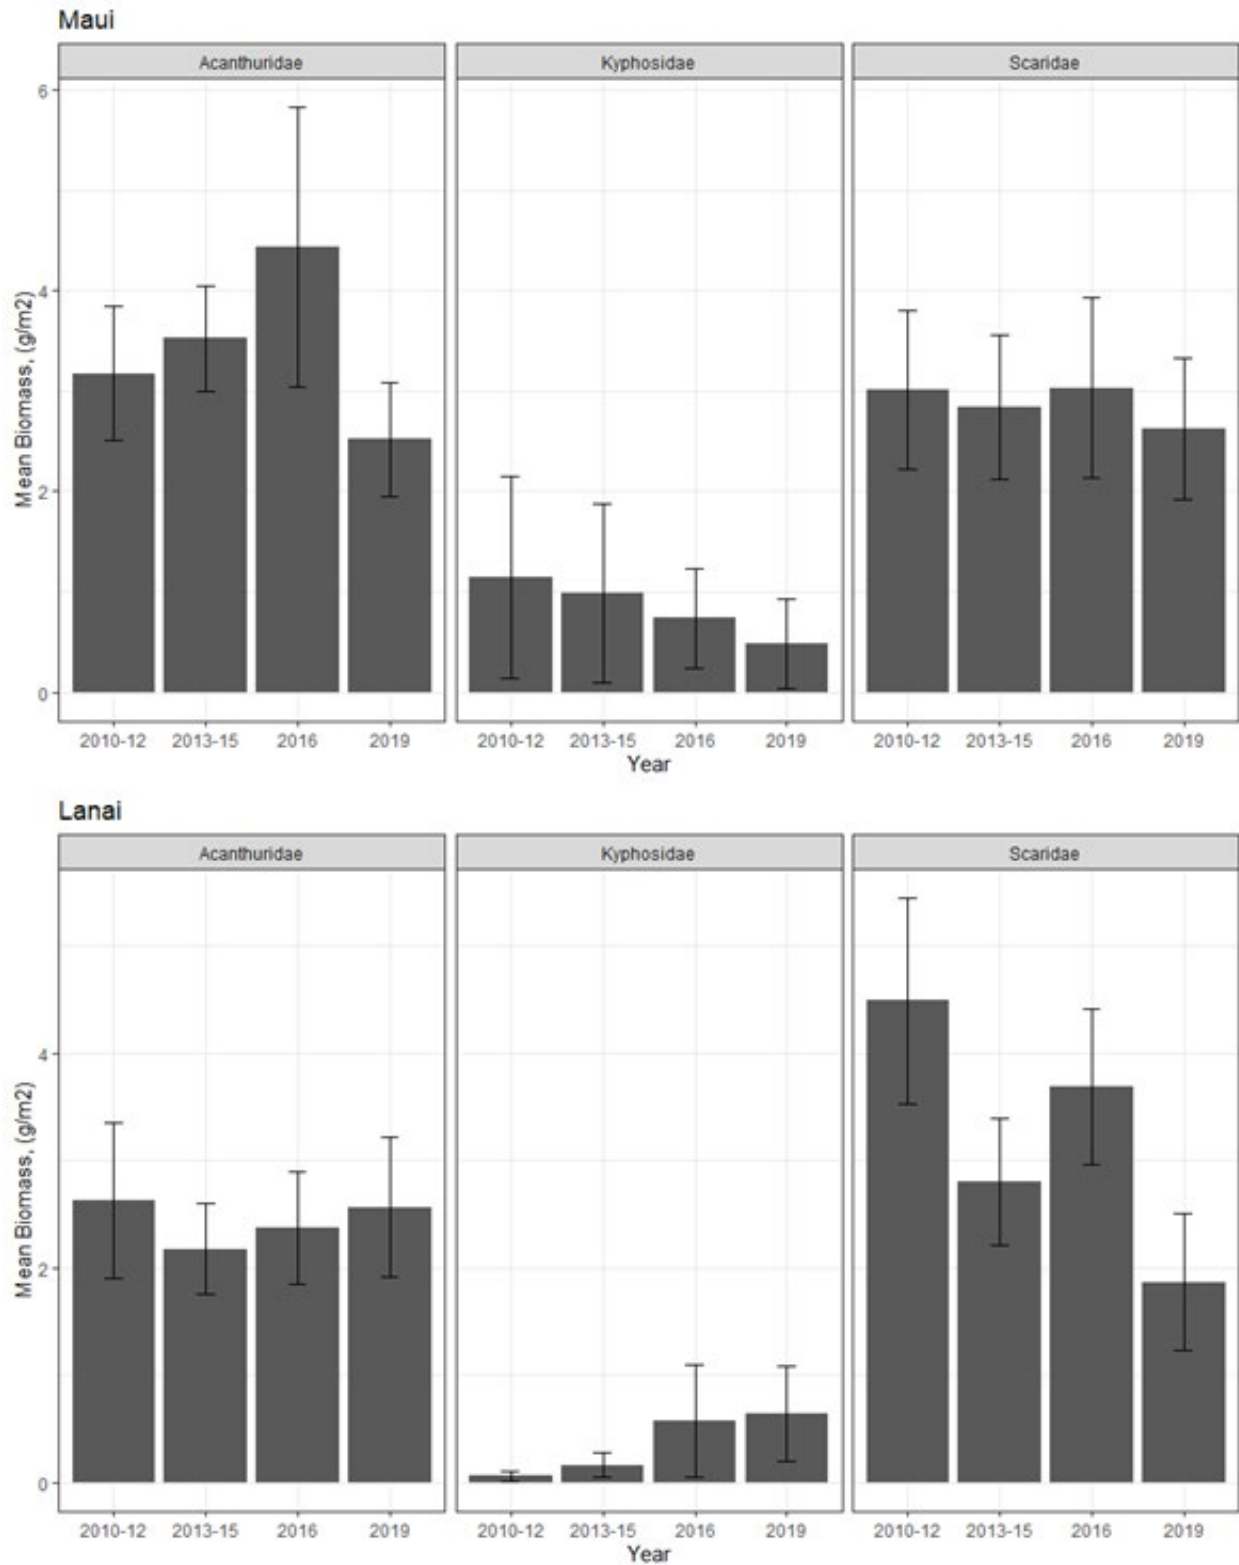 Maui
Acanthuridae Kyphosidae Scaridae
6
4
2
0
Mean Biomass, (g/m2)
2010-12 2013-15 2016 2019 2010-12 2013-15 2016 2019 2010-12 2013-15 2016 2019
Year
Lanai
Acanthuridae Kyphosidae Scaridae
4
2
0
Mean Biomass, (g/m2)
2010-12 2013-15 2016 2019 2010-12 2013-15 2016 2019 2010-12 2013-15 2016 2019
Year